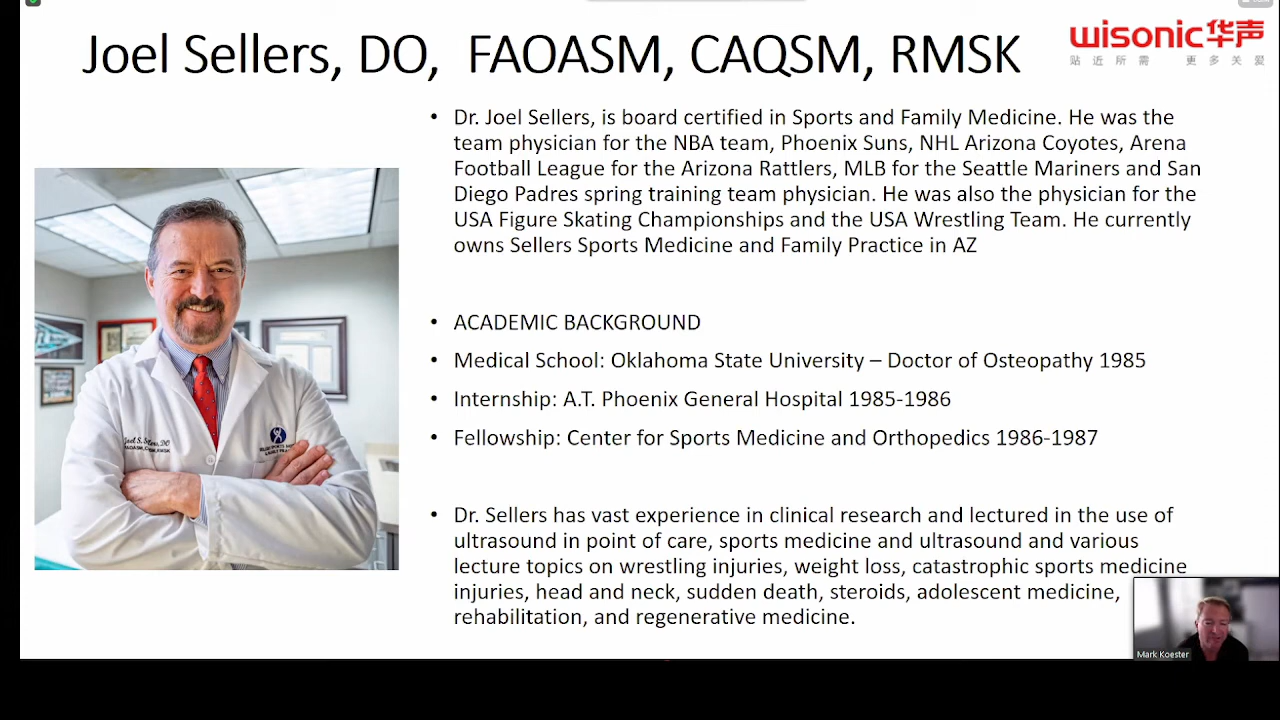 Joel Sellers, DO, FAOASM, CAQSM, RMSK
wisonic华声
贴近所需 更多关爱
• Dr. Joel Sellers, is board certified in Sports and Family Medicine. He was the
team physician for the NBA team, Phoenix Suns, NHL Arizona Coyotes, Arena
Football League for the Arizona Rattlers, MLB for the Seattle Mariners and San
Diego Padres spring training team physician. He was also the physician for the
USA Figure Skating Championships and the USA Wrestling Team. He currently
owns Sellers Sports Medicine and Family Practice in AZ
• ACADEMIC BACKGROUND
• Medical School: Oklahoma State University – Doctor of Osteopathy 1985
• Internship: A.T. Phoenix General Hospital 1985-1986
• Fellowship: Center for Sports Medicine and Orthopedics 1986-1987
• Dr. Sellers has vast experience in clinical research and lectured in the use of
ultrasound in point of care, sports medicine and ultrasound and various
lecture topics on wrestling injuries, weight loss, catastrophic sports medicine
injuries, head and neck, sudden death, steroids, adolescent medicine,
rehabilitation, and regenerative medicine.
Mark Koester